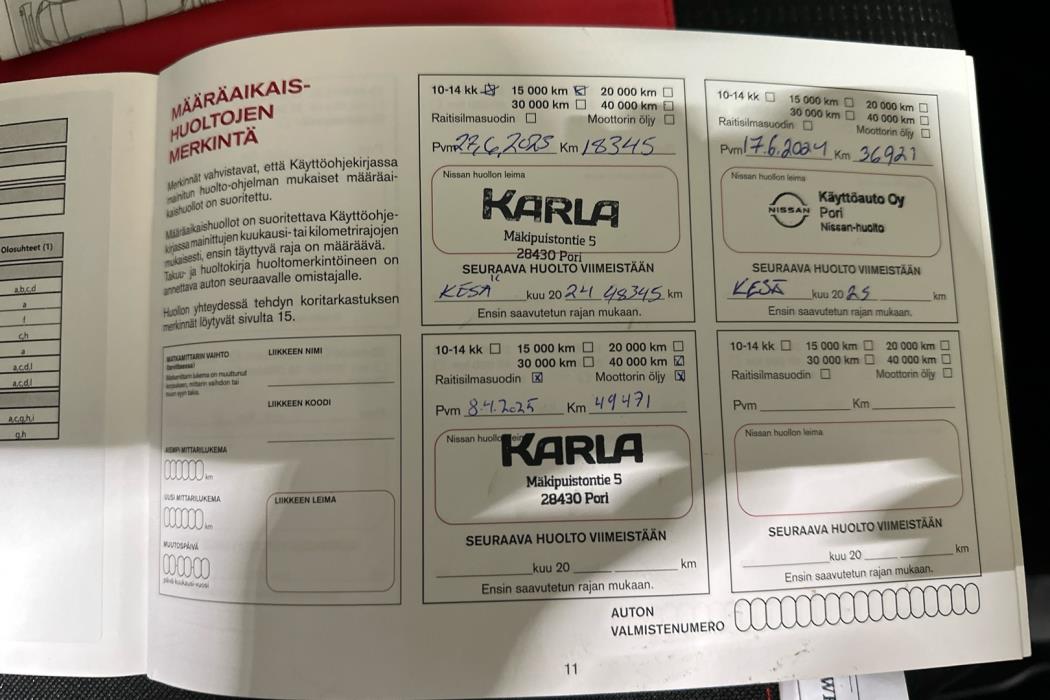 MÄÄRÄAIKAIS-
HUOLTOJEN
MERKINTÄ
Merkinnät vahvistavat, että Käyttöohjekirjassa
mainitun huolto-ohjelman mukaiset määräai-
kaishuollot on suoritettu.
Määräaikaishuollot on suoritettava Käyttöohje-
kirjassa mainittujen kuukausi- tai kilometrirajojen
mukaisesti, ensin täyttyvä raja on määräävä.
Takuu- ja huoltokirja huoltomerkintöineen on
annettava auton seuraavalle omistajalle.
Huollon yhteydessä tehdyn koritarkastuksen
merkinnät löytyvät sivulta 15.
MATKAMITTARIN VAIHTO
(tarvittaessa)
LIIKKEEN NIMI
LIIKKEEN KOODI
AIEMPI MITTARILUKEMA
km
UUSI MITTARILUKEMA
km
MUUTOSPÄIVÄ
LIIKKEEN LEIMA
10-14 kk 15 000 km 20 000 km
30 000 km 40 000 km
Raitisilmasuodin Moottorin öljy
Pvm 27.6.2023 Km 18345
Nissan huollon leima
KARLA
Mäkipuistontie 5
28430 Pori
SEURAAVA HUOLTO VIIMEISTÄÄN
KESÄ kuu 20 24 48345 km
Ensin saavutetun rajan mukaan.
10-14 kk 15 000 km 20 000 km
30 000 km 40 000 km
Raitisilmasuodin Moottorin öljy
Pvm 17.6.2024 Km 36921
Nissan huollon leima
NISSAN
Käyttöauto Oy
Pori
Nissan-huolto
SEURAAVA HUOLTO VIIMEISTÄÄN
KESÄ kuu 20 25 km
Ensin saavutetun rajan mukaan.
10-14 kk 15 000 km 20 000 km
30 000 km 40 000 km
Raitisilmasuodin Moottorin öljy
Pvm 8.4.2025 Km 49471
Nissan huollon leima
KARLA
Mäkipuistontie 5
28430 Pori
SEURAAVA HUOLTO VIIMEISTÄÄN
kuu 20 km
Ensin saavutetun rajan mukaan.
10-14 kk 15 000 km 20 000 km
30 000 km 40 000 km
Raitisilmasuodin Moottorin öljy
Pvm Km
Nissan huollon leima
SEURAAVA HUOLTO VIIMEISTÄÄN
kuu 20 km
Ensin saavutetun rajan mukaan.
AUTON
VALMISTENUMERO
11
Olosuhteet (1)
a,b,c,d
a
f
c,h
a
a,c,d,l
a,c,d,l
a,c,g,h,i
g,h